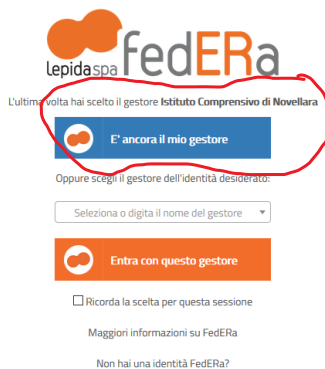 Lepidaspa fedERa
L'ultima volta hai scelto il gestore Istituto Comprensivo di Novellara
E' ancora il mio gestore
Oppure scegli il gestore dell'identità desiderato:
Seleziona o digita il nome del gestore
Entra con questo gestore
Ricorda la scelta per questa sessione
Maggiori informazioni su FedERa
Non hai una identità FedERa?